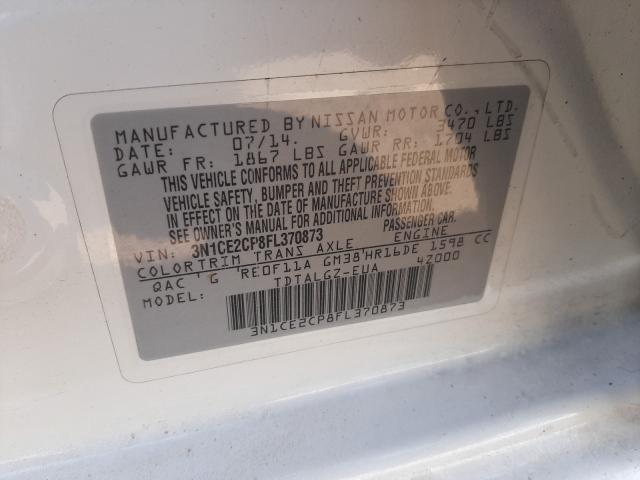 MANUFACTURED BY NISSAN MOTOR CO., LTD.
DATE: 07/14. GVWR: 3470 LBS
GAWR FR: 1867 LBS GAWR RR: 1704 LBS
THIS VEHICLE CONFORMS TO ALL APPLICABLE FEDERAL MOTOR
VEHICLE SAFETY, BUMPER AND THEFT PREVENTION STANDARDS
IN EFFECT ON THE DATE OF MANUFACTURE SHOWN ABOVE.
SEE OWNER'S MANUAL FOR ADDITIONAL INFORMATION.
VIN: 3N1CE2CP8FL370873 PASSENGER CAR.
COLOR TRIM TRANS AXLE ENGINE
QAC G RE0F11A GM38 HR16DE 1598 CC
MODEL: TDTALGZ-EUA 42000
3N1CE2CP8FL370873